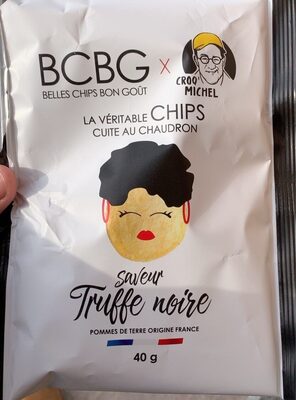 BCBG x CROQ MICHEL
BELLES CHIPS BON GOÛT
LA VÉRITABLE CHIPS
CUITE AU CHAUDRON
saveur
Truffe noire
POMMES DE TERRE ORIGINE FRANCE
40 g